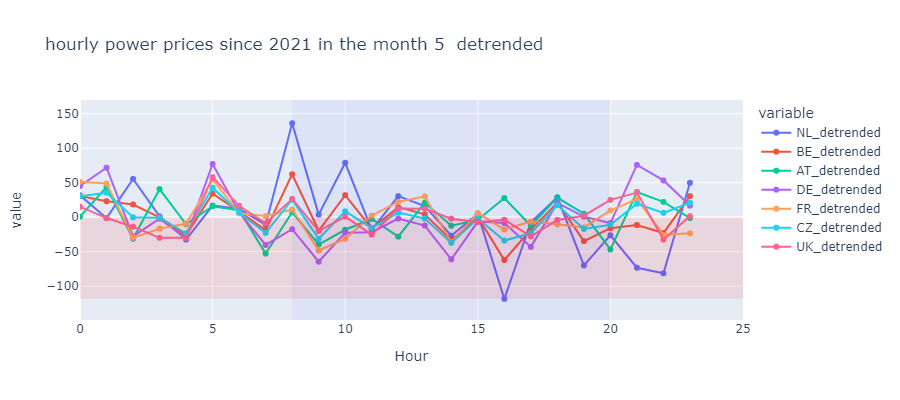 hourly power prices since 2021 in the month 5  detrended
variable
NL_detrended
BE_detrended
AT_detrended
DE_detrended
FR_detrended
CZ_detrended
UK_detrended
value
150
100
50
0
−50
−100
0 5 10 15 20 25
Hour